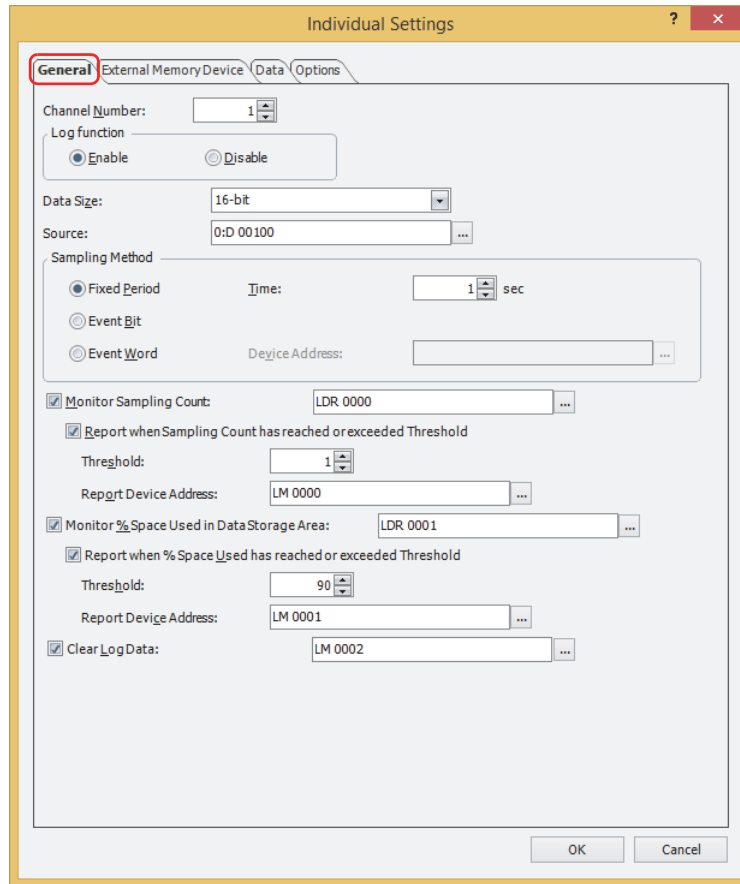 Individual Settings ? ×
General External Memory Device Data Options
Channel Number: 1
Log function
Enable Disable
Data Size: 16-bit
Source: 0:D 00100 ...
Sampling Method
Fixed Period Time: 1 sec
Event Bit
Event Word Device Address: ...
Monitor Sampling Count: LDR 0000 ...
Report when Sampling Count has reached or exceeded Threshold
Threshold: 1
Report Device Address: LM 0000 ...
Monitor % Space Used in Data Storage Area: LDR 0001 ...
Report when % Space Used has reached or exceeded Threshold
Threshold: 90
Report Device Address: LM 0001 ...
Clear Log Data: LM 0002 ...
OK Cancel